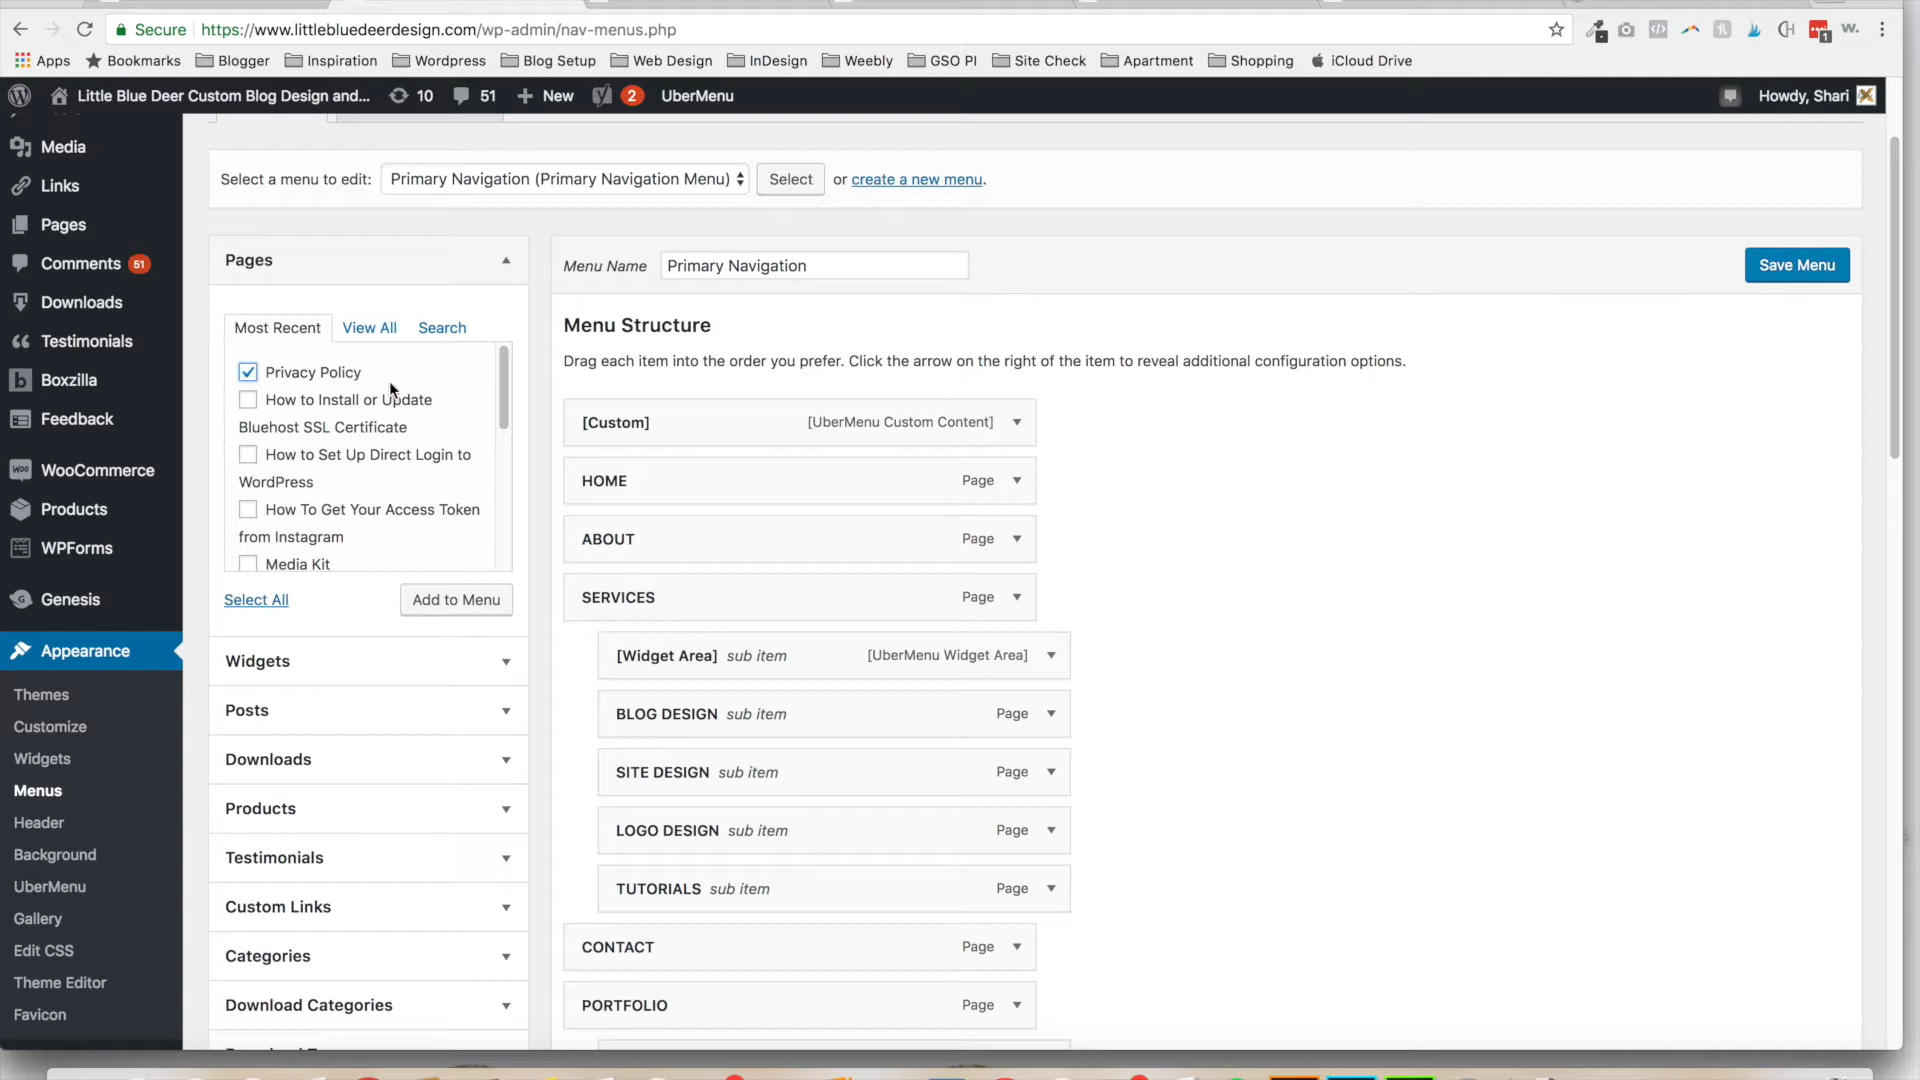 Secure https://www.littlebluedeerdesign.com/wp-admin/nav-menus.php
1 w.
Apps Bookmarks Blogger Inspiration Wordpress Blog Setup Web Design InDesign Weebly GSO PI Site Check Apartment Shopping iCloud Drive
Little Blue Deer Custom Blog Design and... 10 51 New 2 UberMenu Howdy, Shari
Media
Links
Pages
Comments 51
Downloads
Testimonials
Boxzilla
Feedback
WooCommerce
Products
WPForms
Genesis
Appearance
Themes
Customize
Widgets
Menus
Header
Background
UberMenu
Gallery
Edit CSS
Theme Editor
Favicon
Select a menu to edit: Primary Navigation (Primary Navigation Menu) Select or create a new menu.
Pages
Most Recent View All Search
Privacy Policy
How to Install or Update
Bluehost SSL Certificate
How to Set Up Direct Login to
WordPress
How To Get Your Access Token
from Instagram
Media Kit
Select All Add to Menu
Widgets
Posts
Downloads
Products
Testimonials
Custom Links
Categories
Download Categories
Menu Name Primary Navigation Save Menu
Menu Structure
Drag each item into the order you prefer. Click the arrow on the right of the item to reveal additional configuration options.
[Custom] [UberMenu Custom Content]
HOME Page
ABOUT Page
SERVICES Page
[Widget Area] sub item [UberMenu Widget Area]
BLOG DESIGN sub item Page
SITE DESIGN sub item Page
LOGO DESIGN sub item Page
TUTORIALS sub item Page
CONTACT Page
PORTFOLIO Page